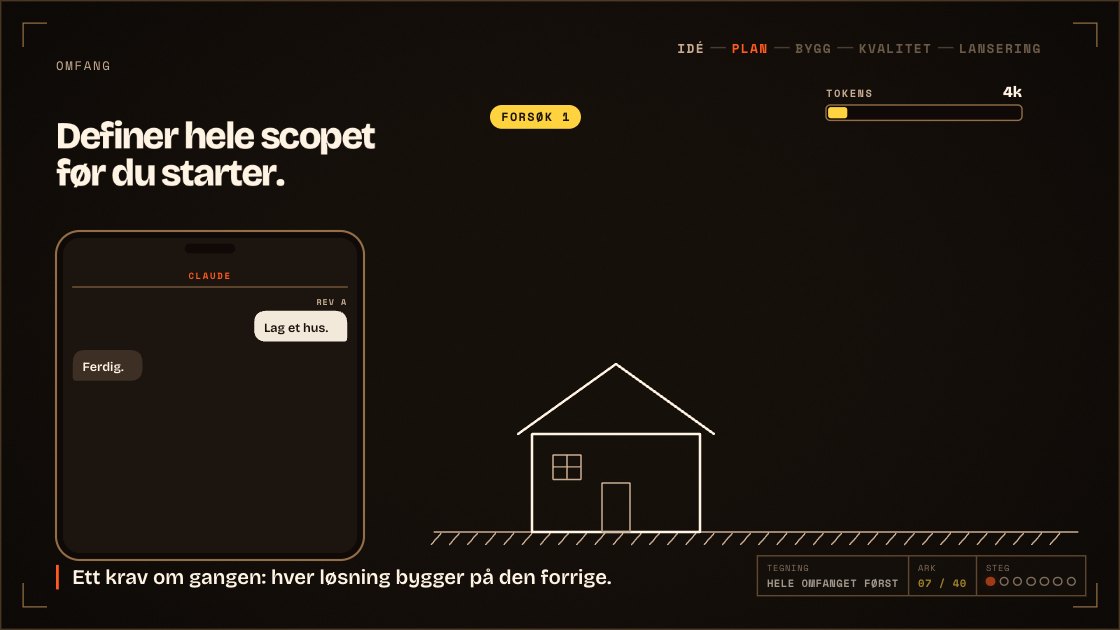 OMFANG
IDÉ — PLAN — BYGG — KVALITET — LANSERING
TOKENS 4k
FORSØK 1
Definer hele scopet
før du starter.
CLAUDE
REV A
Lag et hus.
Ferdig.
Ett krav om gangen: hver løsning bygger på den forrige.
TEGNING
HELE OMFANGET FØRST
ARK
07 / 40
STEG